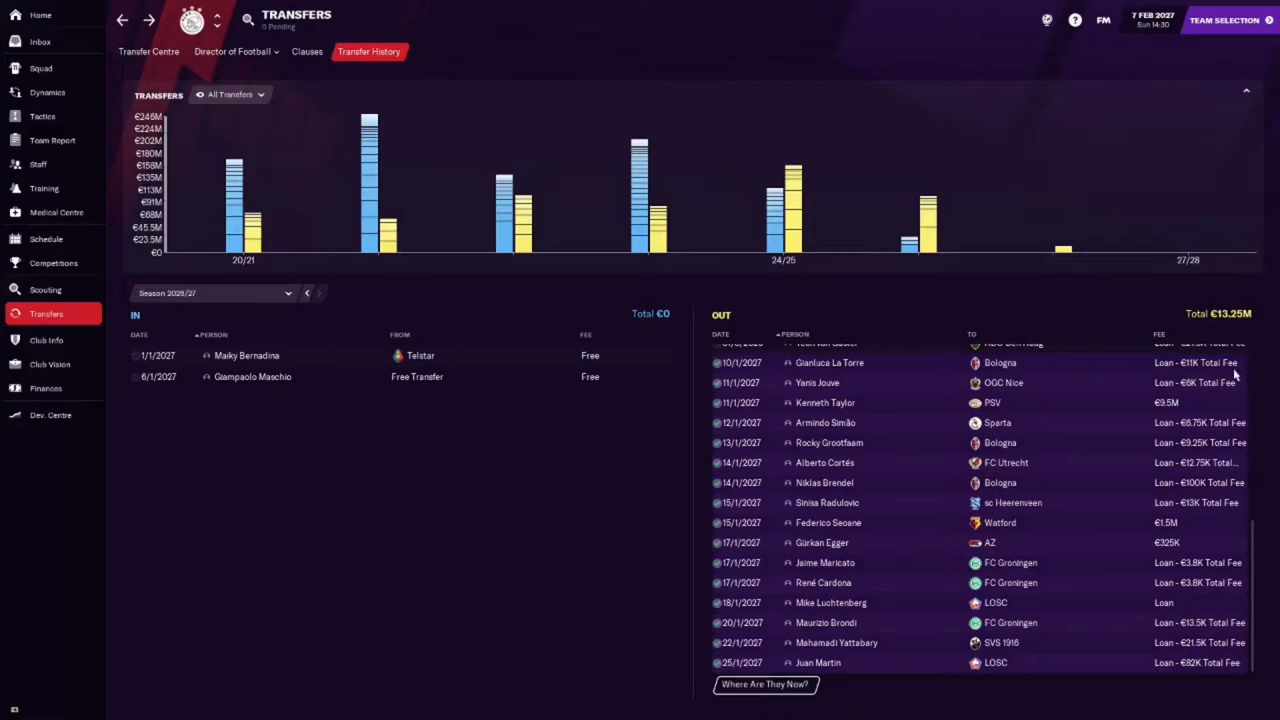 Home
Inbox
Squad
Dynamics
Tactics
Team Report
Staff
Training
Medical Centre
Schedule
Competitions
Scouting
Transfers
Club Info
Club Vision
Finances
Dev. Centre
TRANSFERS
0 Pending
FM
7 FEB 2027
Sun 14:30
TEAM SELECTION
Transfer Centre
Director of Football
Clauses
Transfer History
TRANSFERS
All Transfers
€246M
€224M
€202M
€180M
€158M
€135M
€113M
€91M
€68M
€45.5M
€23.5M
€0
20/21
24/25
27/28
Season 2026/27
IN
Total €0
DATE PERSON FROM FEE
1/1/2027 Maiky Bernadina Telstar Free
6/1/2027 Giampaolo Maschio Free Transfer Free
OUT
Total €13.25M
DATE PERSON TO FEE
10/1/2027 Gianluca La Torre Bologna Loan - €11K Total Fee
11/1/2027 Yanis Jouve OGC Nice Loan - €6K Total Fee
11/1/2027 Kenneth Taylor PSV €9.5M
12/1/2027 Armindo Simão Sparta Loan - €6.75K Total Fee
13/1/2027 Rocky Grootfaam Bologna Loan - €9.25K Total Fee
14/1/2027 Alberto Cortés FC Utrecht Loan - €12.75K Total...
14/1/2027 Niklas Brendel Bologna Loan - €100K Total Fee
15/1/2027 Sinisa Radulovic sc Heerenveen Loan - €13K Total Fee
15/1/2027 Federico Seoane Watford €1.5M
17/1/2027 Gürkan Egger AZ €325K
17/1/2027 Jaime Maricato FC Groningen Loan - €3.8K Total Fee
17/1/2027 René Cardona FC Groningen Loan - €3.8K Total Fee
18/1/2027 Mike Luchtenberg LOSC Loan
20/1/2027 Maurizio Brondi FC Groningen Loan - €13.5K Total Fee
22/1/2027 Mahamadi Yattabary SVS 1916 Loan - €21.5K Total Fee
25/1/2027 Juan Martin LOSC Loan - €82K Total Fee
Where Are They Now?